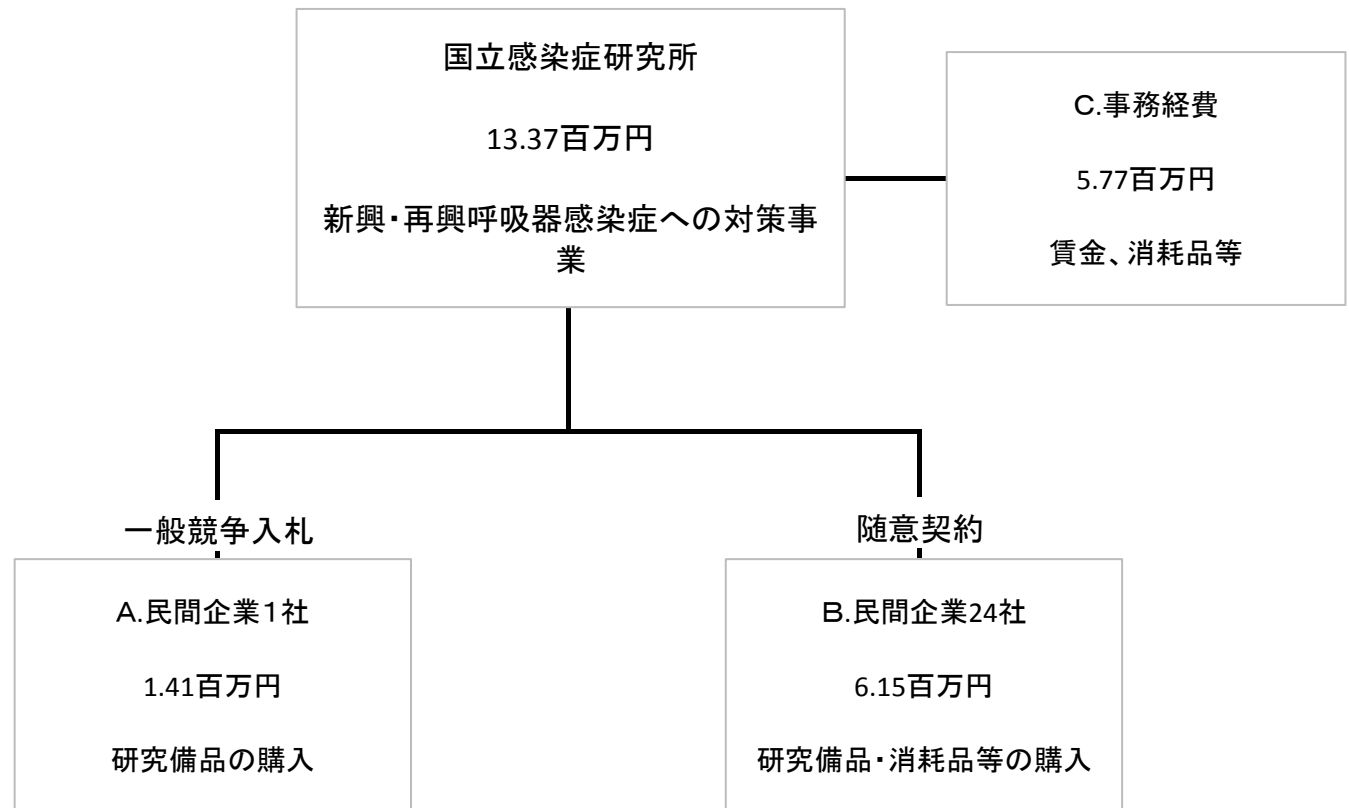 国立感染症研究所
13.37百万円
新興・再興呼吸器感染症への対策事
業
C.事務経費
5.77百万円
賃金、消耗品等
一般競争入札
A.民間企業1社
1.41百万円
研究備品の購入
随意契約
B.民間企業24社
6.15百万円
研究備品・消耗品等の購入